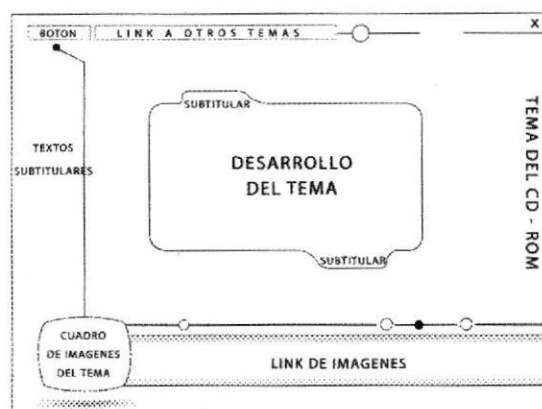 BOTON
LINK A OTROS TEMAS
X
SUBTITULAR
TEXTOS
SUBTITULARES
DESARROLLO
DEL TEMA
TEMA DEL CD - ROM
SUBTITULAR
CUADRO
DE IMAGENES
DEL TEMA
LINK DE IMAGENES